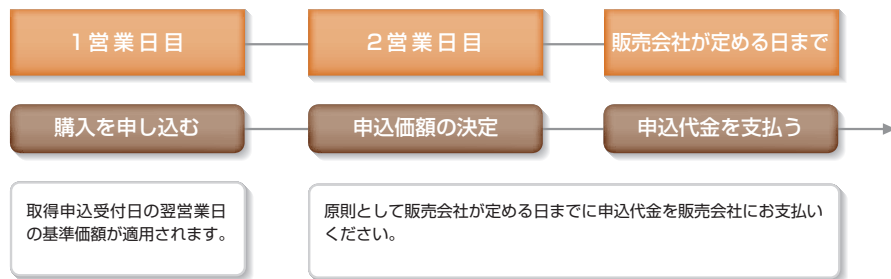 1営業日目
2営業日目
販売会社が定める日まで
購入を申し込む
申込価額の決定
申込代金を支払う
取得申込受付日の翌営業日
の基準価額が適用されます。
原則として販売会社が定める日までに申込代金を販売会社にお支払い
ください。